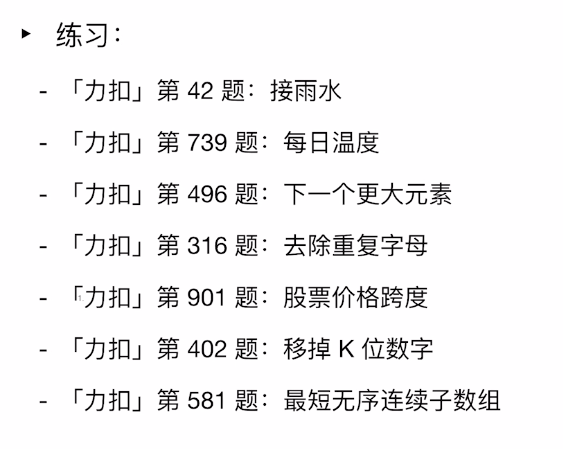 ▸ 练习：
- 「力扣」第 42 题：接雨水
- 「力扣」第 739 题：每日温度
- 「力扣」第 496 题：下一个更大元素
- 「力扣」第 316 题：去除重复字母
- 「力扣」第 901 题：股票价格跨度
- 「力扣」第 402 题：移掉 K 位数字
- 「力扣」第 581 题：最短无序连续子数组